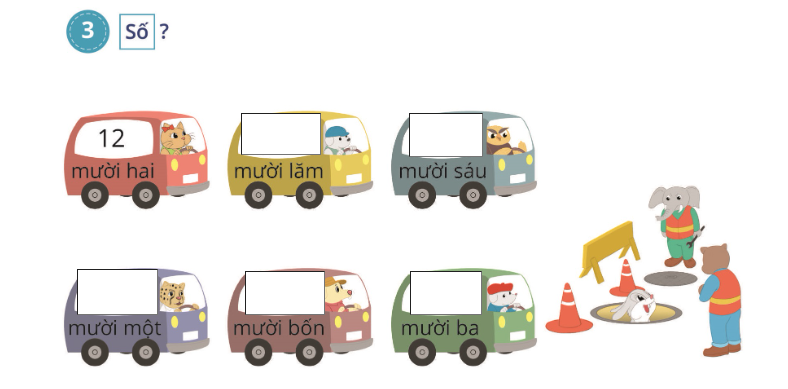 3 Số ?
12
mười hai
mười lăm
mười sáu
mười một
mười bốn
mười ba